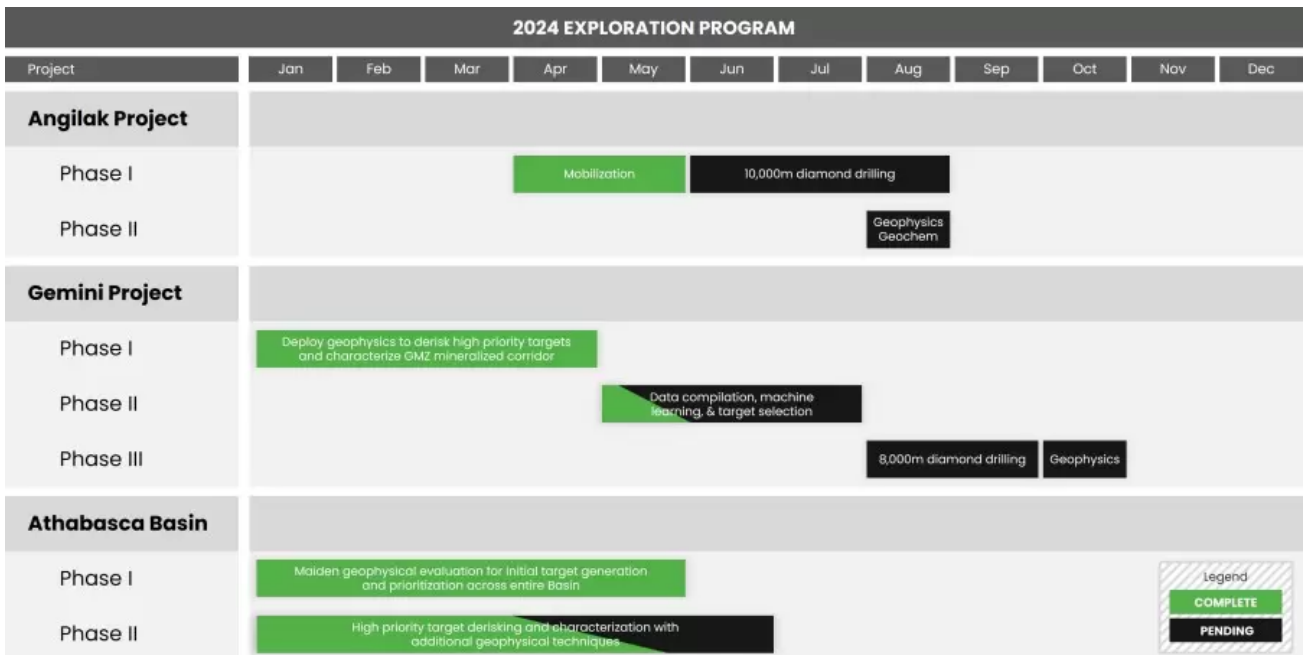 2024 EXPLORATION PROGRAM
Project Jan Feb Mar Apr May Jun Jul Aug Sep Oct Nov Dec
Angilak Project
Phase I Mobilization 10,000m diamond drilling
Phase II Geophysics
Geochem
Gemini Project
Phase I Deploy geophysics to derisk high priority targets
and characterize GMZ mineralized corridor
Phase II Data compilation, machine
learning, & target selection
Phase III 8,000m diamond drilling Geophysics
Athabasca Basin
Phase I Maiden geophysical evaluation for initial target generation
and prioritization across entire Basin
Phase II High priority target derisking and characterization with
additional geophysical techniques
Legend
COMPLETE
PENDING